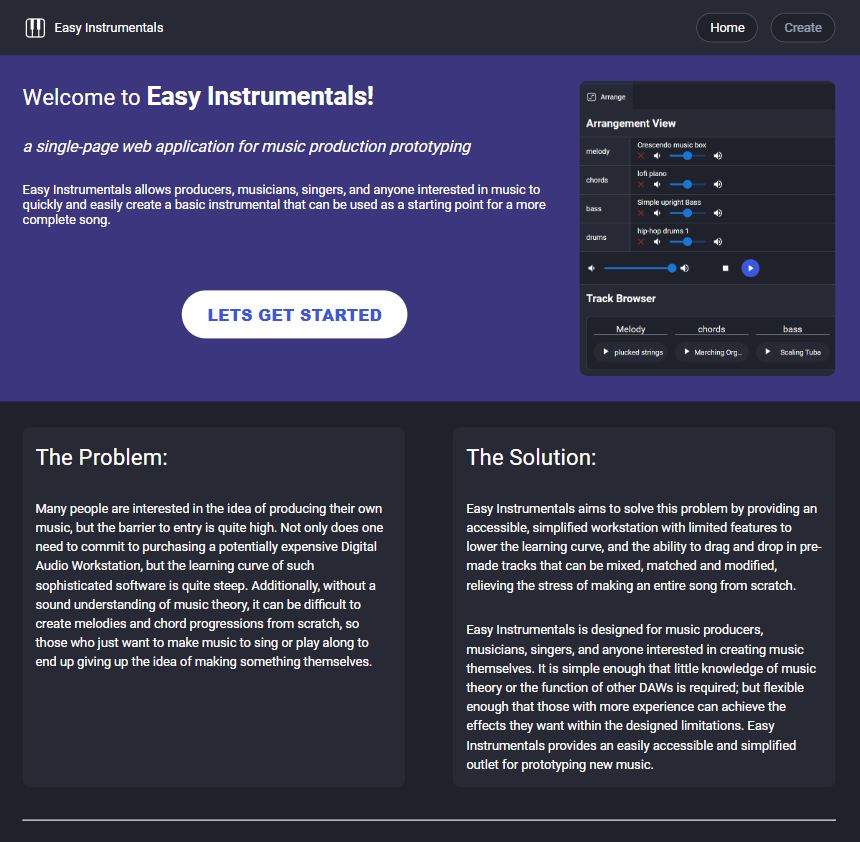 Easy Instrumentals
Home
Create
Welcome to Easy Instrumentals!
a single-page web application for music production prototyping
Easy Instrumentals allows producers, musicians, singers, and anyone interested in music to
quickly and easily create a basic instrumental that can be used as a starting point for a more
complete song.
LETS GET STARTED
Arrange
Arrangement View
melody
Crescendo music box
chords
lofi piano
bass
Simple upright Bass
drums
hip-hop drums 1
Track Browser
Melody
chords
bass
plucked strings
Marching Org...
Scaling Tuba
The Problem:
Many people are interested in the idea of producing their own
music, but the barrier to entry is quite high. Not only does one
need to commit to purchasing a potentially expensive Digital
Audio Workstation, but the learning curve of such
sophisticated software is quite steep. Additionally, without a
sound understanding of music theory, it can be difficult to
create melodies and chord progressions from scratch, so
those who just want to make music to sing or play along to
end up giving up the idea of making something themselves.
The Solution:
Easy Instrumentals aims to solve this problem by providing an
accessible, simplified workstation with limited features to
lower the learning curve, and the ability to drag and drop in pre-
made tracks that can be mixed, matched and modified,
relieving the stress of making an entire song from scratch.
Easy Instrumentals is designed for music producers,
musicians, singers, and anyone interested in creating music
themselves. It is simple enough that little knowledge of music
theory or the function of other DAWs is required; but flexible
enough that those with more experience can achieve the
effects they want within the designed limitations. Easy
Instrumentals provides an easily accessible and simplified
outlet for prototyping new music.